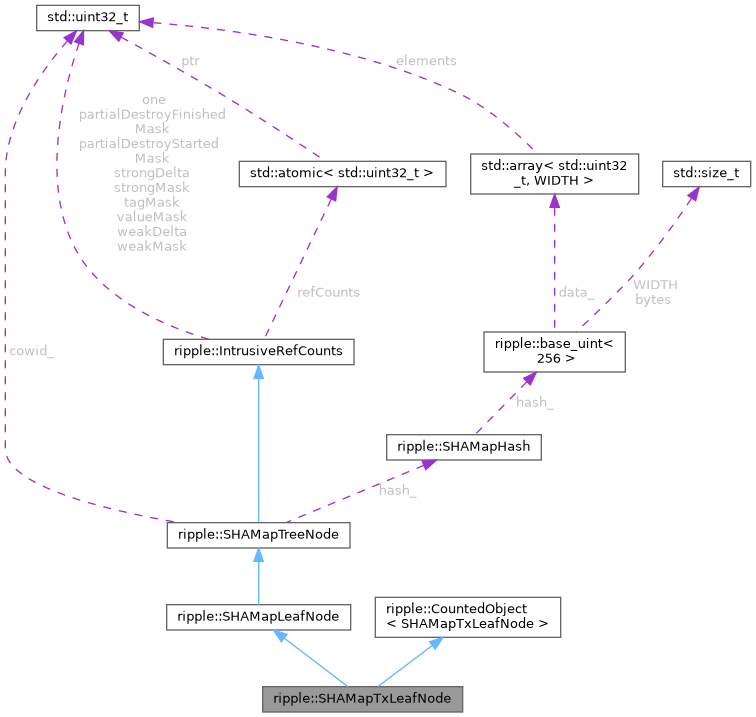 std::uint32_t
ptr
elements
one
partialDestroyFinished
Mask
partialDestroyStarted
Mask
strongDelta
strongMask
tagMask
valueMask
weakDelta
weakMask
std::atomic< std::uint32_t >
std::array< std::uint32
_t, WIDTH >
std::size_t
refCounts
data_
WIDTH
bytes
cowid_
ripple::IntrusiveRefCounts
ripple::base_uint<
256 >
hash_
ripple::SHAMapHash
hash_
ripple::SHAMapTreeNode
ripple::SHAMapLeafNode
ripple::CountedObject
< SHAMapTxLeafNode >
ripple::SHAMapTxLeafNode